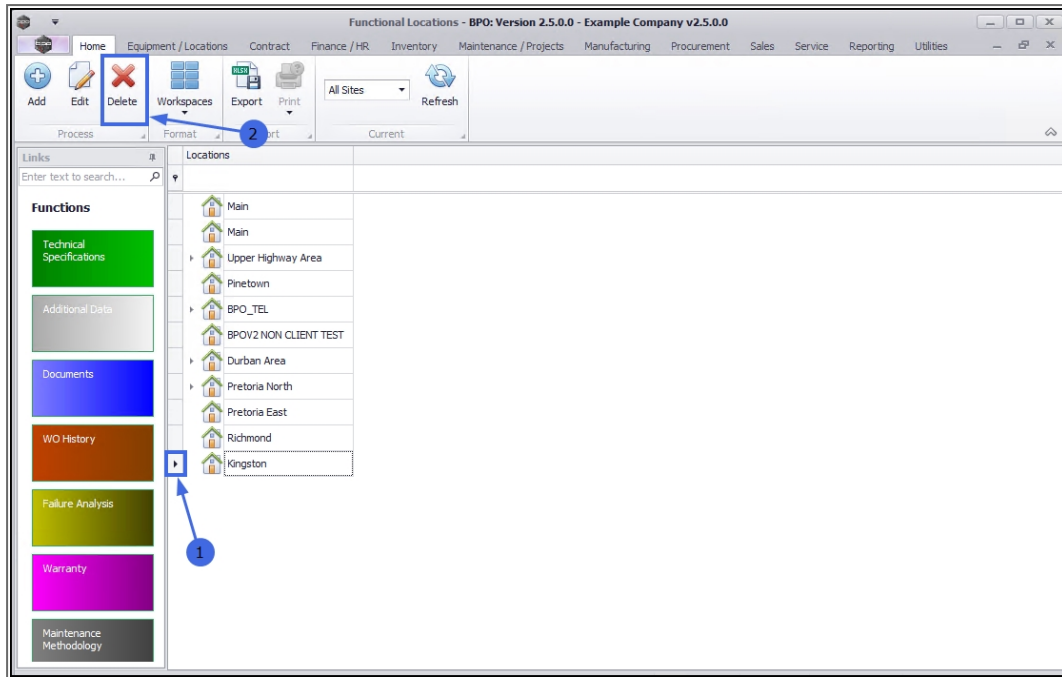 Functional Locations - BPO: Version 2.5.0.0 - Example Company v2.5.0.0
Home Equipment / Locations Contract Finance / HR Inventory Maintenance / Projects Manufacturing Procurement Sales Service Reporting Utilities
Add Edit Delete Workspaces Export Print All Sites Refresh
XLSX
Process Format Current
2
Links
Enter text to search...
Functions
Technical
Specifications
Additional Data
Documents
WO History
Failure Analysis
Warranty
Maintenance
Methodology
Locations
Main
Main
Upper Highway Area
Pinetown
BPO_TEL
BPOV2 NON CLIENT TEST
Durban Area
Pretoria North
Pretoria East
Richmond
Kingston
1